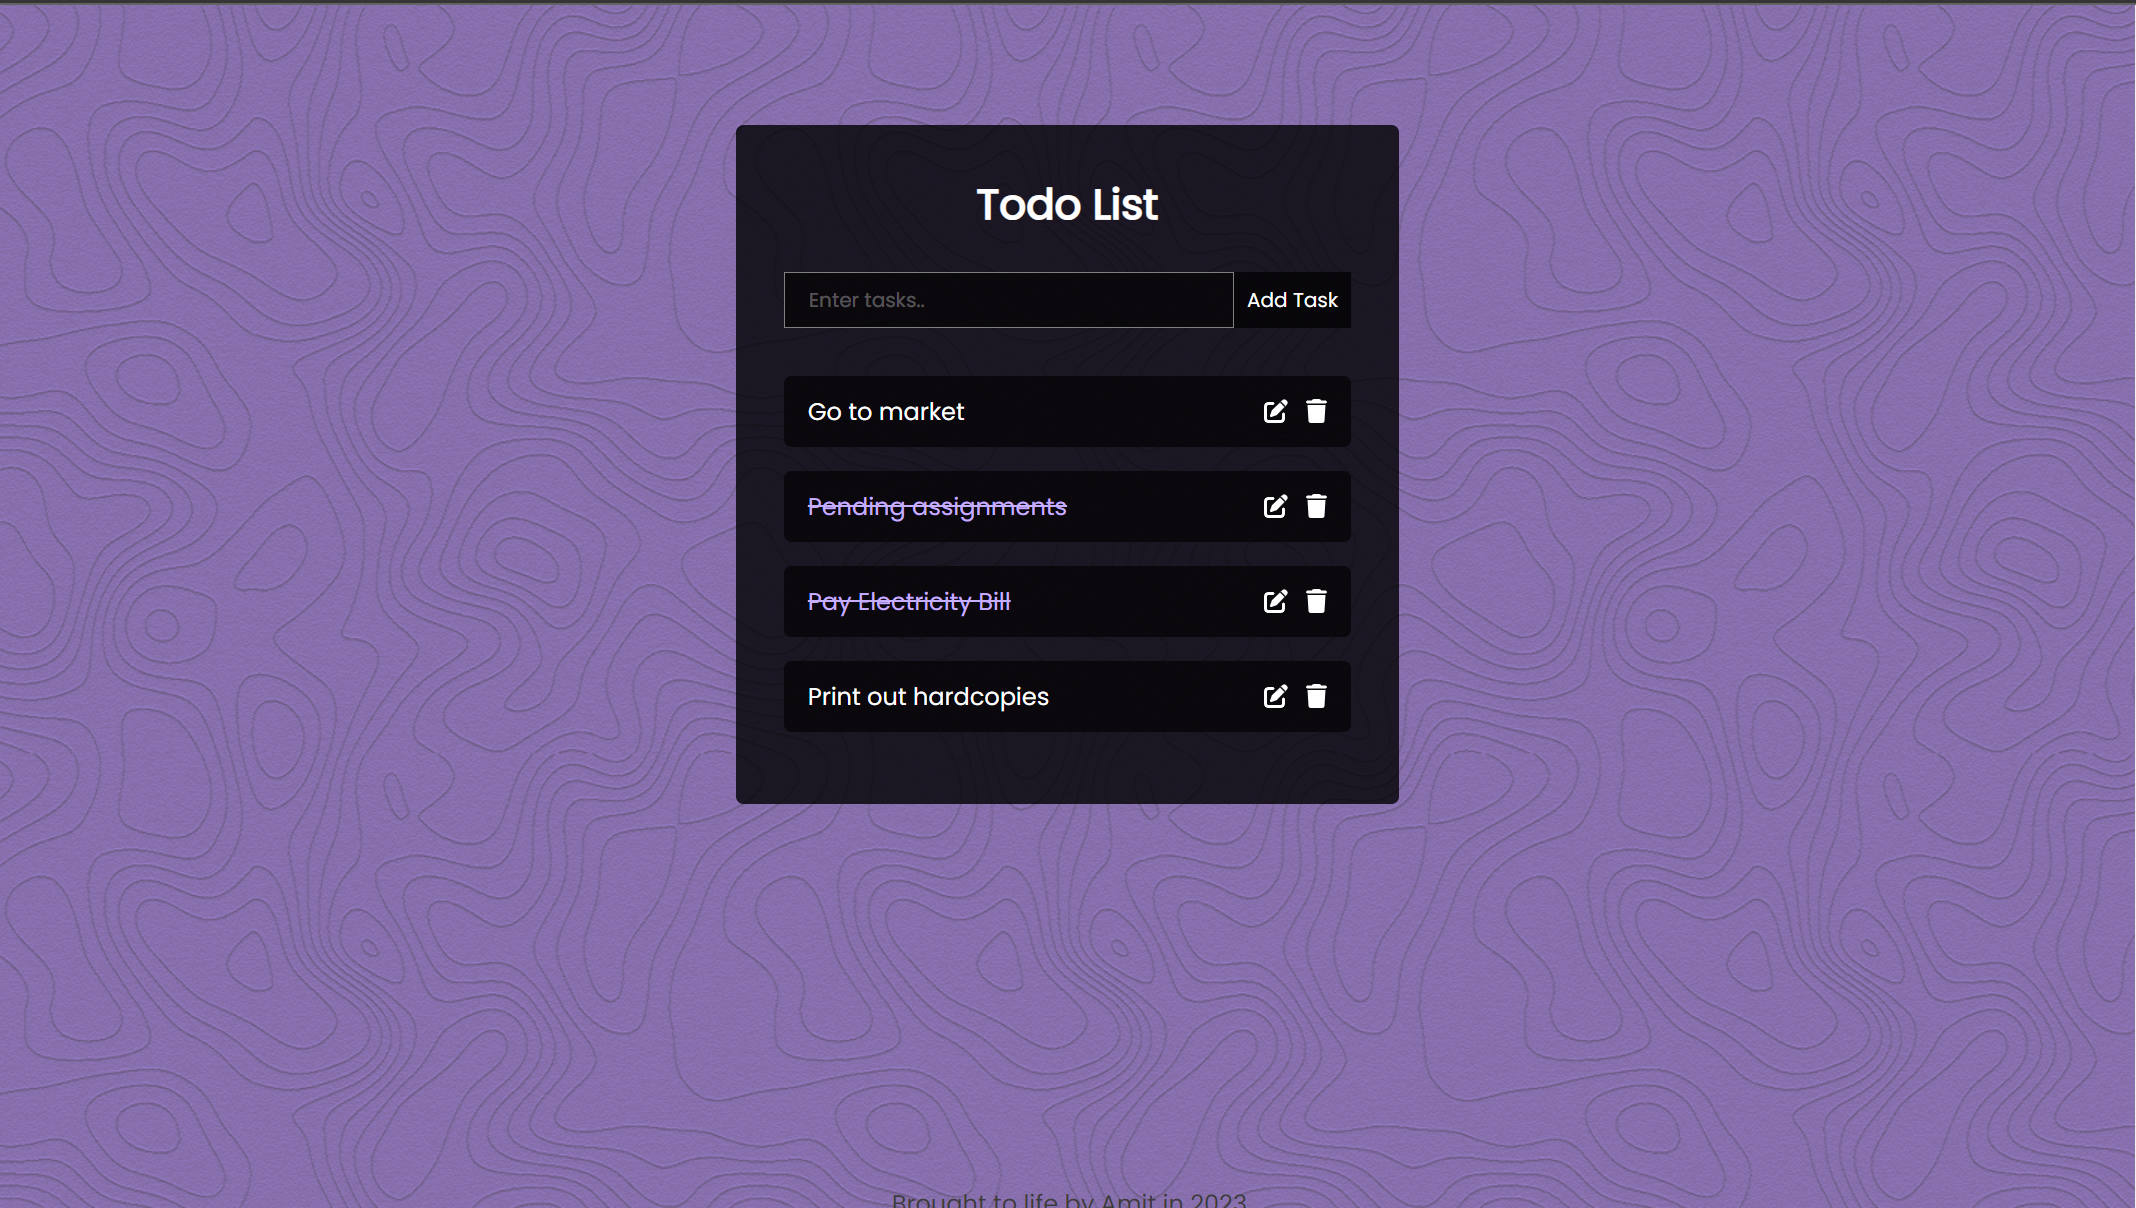 Todo List
Enter tasks..
Add Task
Go to market
Pending assignments
Pay Electricity Bill
Print out hardcopies
Brought to life by Amit in 2023